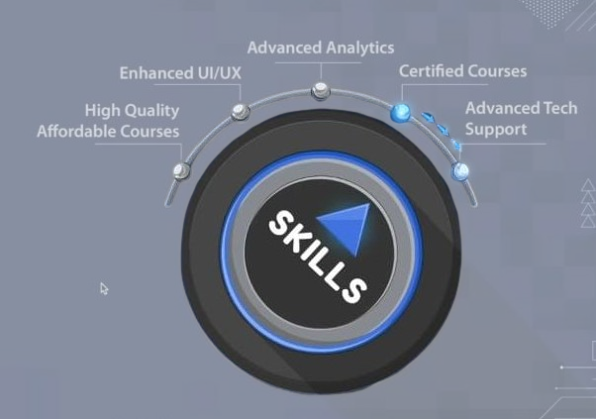 Advanced Analytics
Enhanced UI/UX
Certified Courses
High Quality
Affordable Courses
Advanced Tech
Support
SKILLS